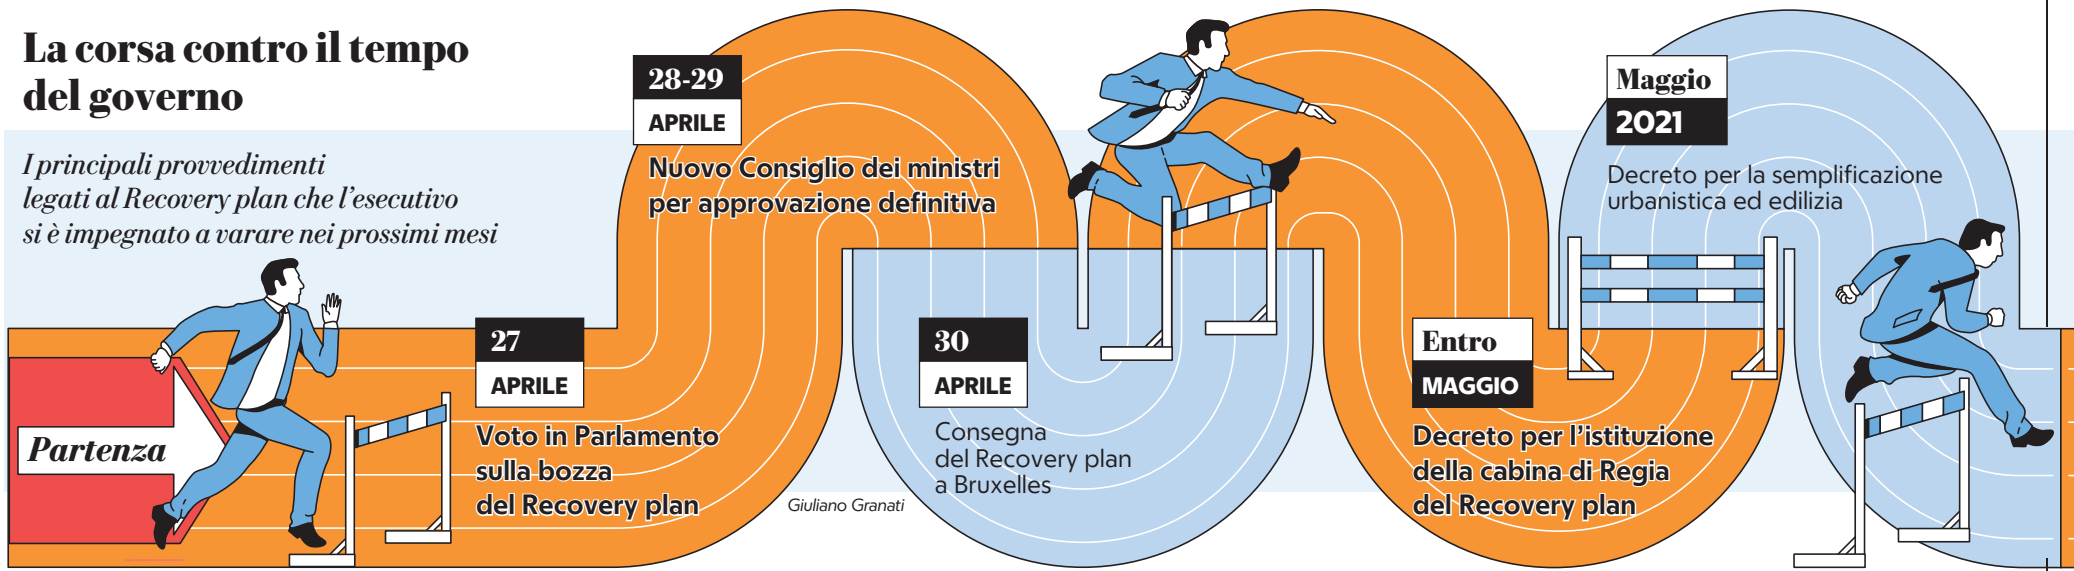 La corsa contro il tempo
del governo
I principali provvedimenti
legati al Recovery plan che l'esecutivo
si è impegnato a varare nei prossimi mesi
Partenza
27
APRILE
Voto in Parlamento
sulla bozza
del Recovery plan
28-29
APRILE
Nuovo Consiglio dei ministri
per approvazione definitiva
30
APRILE
Consegna
del Recovery plan
a Bruxelles
Giuliano Granati
Entro
MAGGIO
Decreto per l'istituzione
della cabina di Regia
del Recovery plan
Maggio
2021
Decreto per la semplificazione
urbanistica ed edilizia